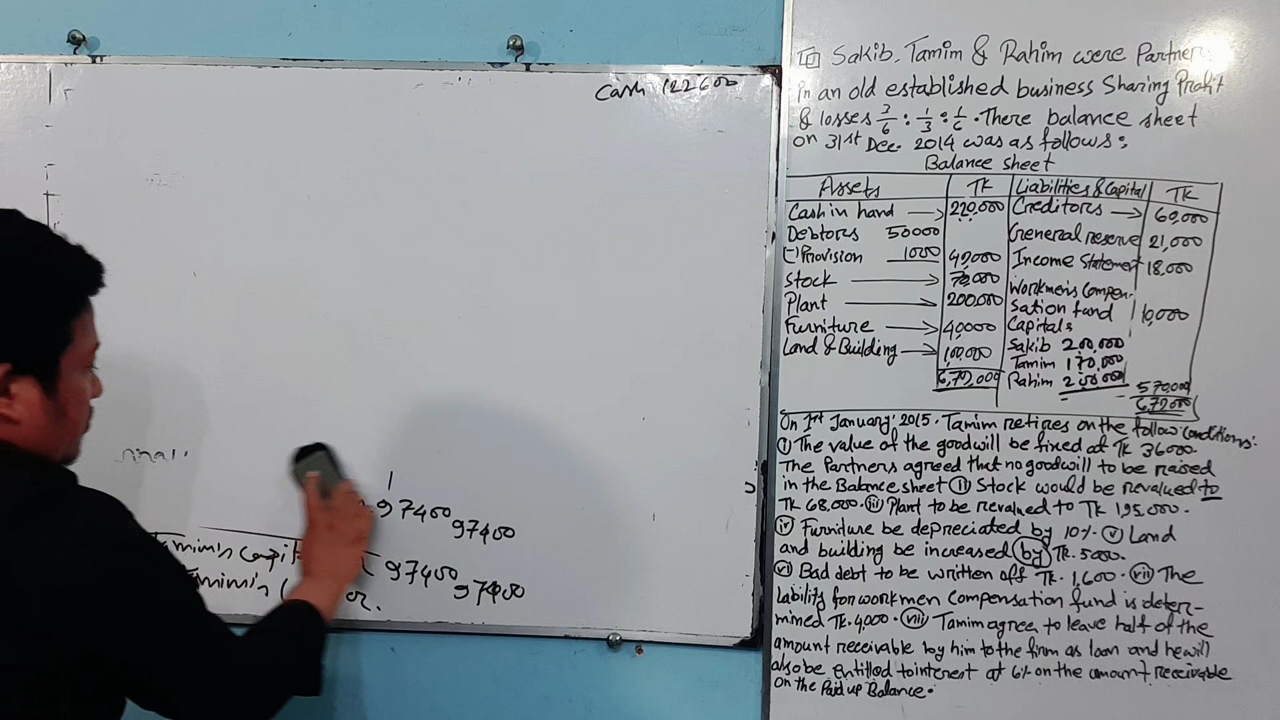 Cash 122600
97400
97400
97400
97400
Sakib, Tamim & Rahim were Partner
in an old established business Sharing Profit
& losses 3/6 : 1/3 : 1/6 . There balance sheet
on 31st Dec. 2014 was as follows:
Balance sheet
Assets TK Liabilities & Capital TK
Cash in hand → 220,000 Creditors → 60,000
Debtors 50000 General reserve 21,000
(-) Provision 1000 49,000 Income Statement 18,000
Stock → 70,000 Workmen's Compen-
Plant → 200,000 sation fund 10,000
Furniture → 40,000 Capitals
Land & Building → 100,000 Sakib 200,000
Tamim 170,000
6,79,000 Rahim 200,000 570,000
6,79,000
On 1st January, 2015. Tamim retires on the follow conditions:
(i) The value of the goodwill be fixed at TK 36000.
The Partners agreed that no goodwill to be raised
in the Balance sheet (ii) Stock would be revalued to
TK 68,000. (iii) Plant to be revalued to TK 195,000.
(iv) Furniture be depreciated by 10%. (v) Land
and building be increased by TK. 5000.
(vi) Bad debt to be written off TK. 1,600. (vii) The
lability for workmen Compensation fund is deter-
mined TK. 4,000. (viii) Tamim agree to leave half of the
amount receivable by him to the firm as loan and he will
also be entilled to interest at 6% on the amount receivable
on the Paid up Balance.